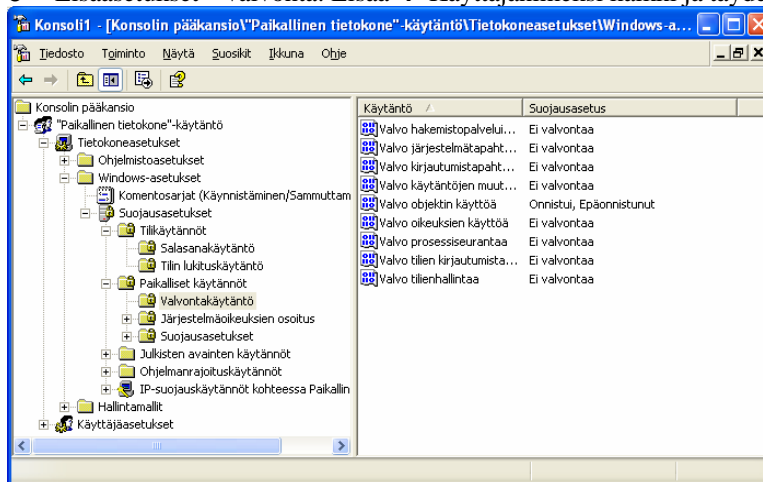 Konsoli1 - [Konsolin pääkansio\"Paikallinen tietokone"-käytäntö\Tietokoneasetukset\Windows-a...
Tiedosto Toiminto Näytä Suosikit Ikkuna Ohje
Konsolin pääkansio
"Paikallinen tietokone"-käytäntö
Tietokoneasetukset
Ohjelmistoasetukset
Windows-asetukset
Komentosarjat (Käynnistäminen/Sammuttam
Suojausasetukset
Tilikäytännöt
Salasanakäytäntö
Tilin lukituskäytäntö
Paikalliset käytännöt
Valvontakäytäntö
Järjestelmäoikeuksien osoitus
Suojausasetukset
Julkisten avainten käytännöt
Ohjelmanrajoituskäytännöt
IP-suojauskäytännöt kohteessa Paikallin
Hallintamallit
Käyttäjäasetukset
Käytäntö Suojausasetus
Valvo hakemistopalvelui... Ei valvontaa
Valvo järjestelmätapaht... Ei valvontaa
Valvo kirjautumistapaht... Ei valvontaa
Valvo käytäntöjen muut... Ei valvontaa
Valvo objektin käyttöä Onnistui, Epäonnistunut
Valvo oikeuksien käyttöä Ei valvontaa
Valvo prosessiseurantaa Ei valvontaa
Valvo tilien kirjautumista... Ei valvontaa
Valvo tilienhallintaa Ei valvontaa